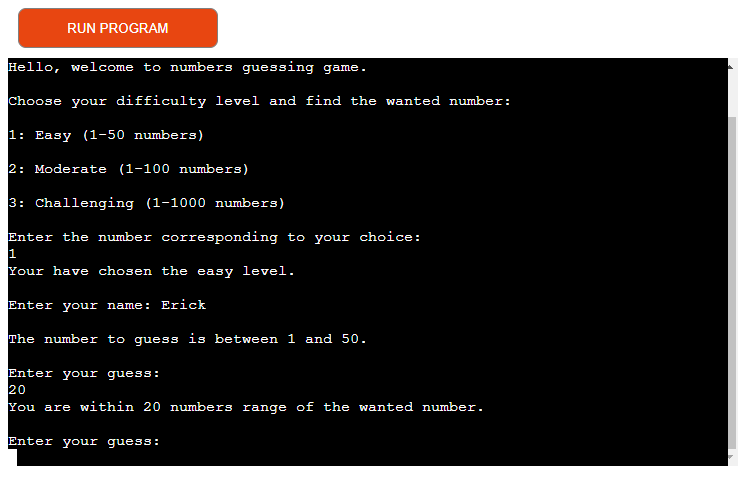 RUN PROGRAM
Hello, welcome to numbers guessing game.
Choose your difficulty level and find the wanted number:
1: Easy (1-50 numbers)
2: Moderate (1-100 numbers)
3: Challenging (1-1000 numbers)
Enter the number corresponding to your choice:
1
Your have chosen the easy level.
Enter your name: Erick
The number to guess is between 1 and 50.
Enter your guess:
20
You are within 20 numbers range of the wanted number.
Enter your guess: